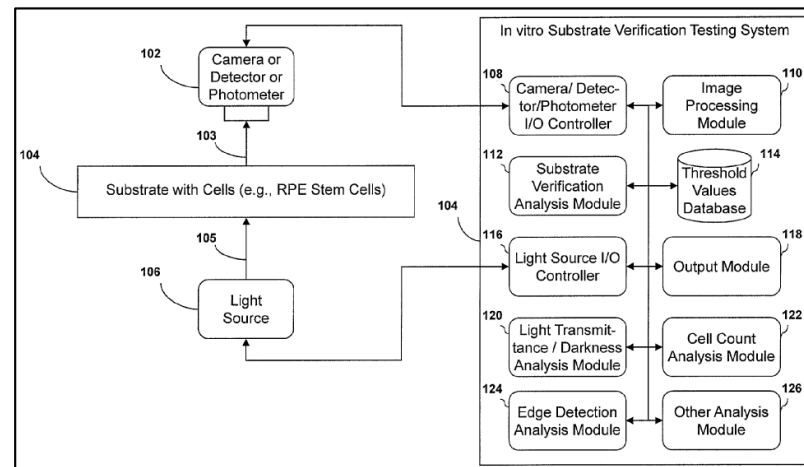 In vitro Substrate Verification Testing System
102
Camera or
Detector or
Photometer
103
104
Substrate with Cells (e.g., RPE Stem Cells)
105
106
Light
Source
104
108
Camera/ Detec-
tor/Photometer
I/O Controller
110
Image
Processing
Module
112
Substrate
Verification
Analysis Module
114
Threshold
Values
Database
116
Light Source I/O
Controller
118
Output Module
120
Light Transmit-
tance / Darkness
Analysis Module
122
Cell Count
Analysis Module
124
Edge Detection
Analysis Module
126
Other Analysis
Module